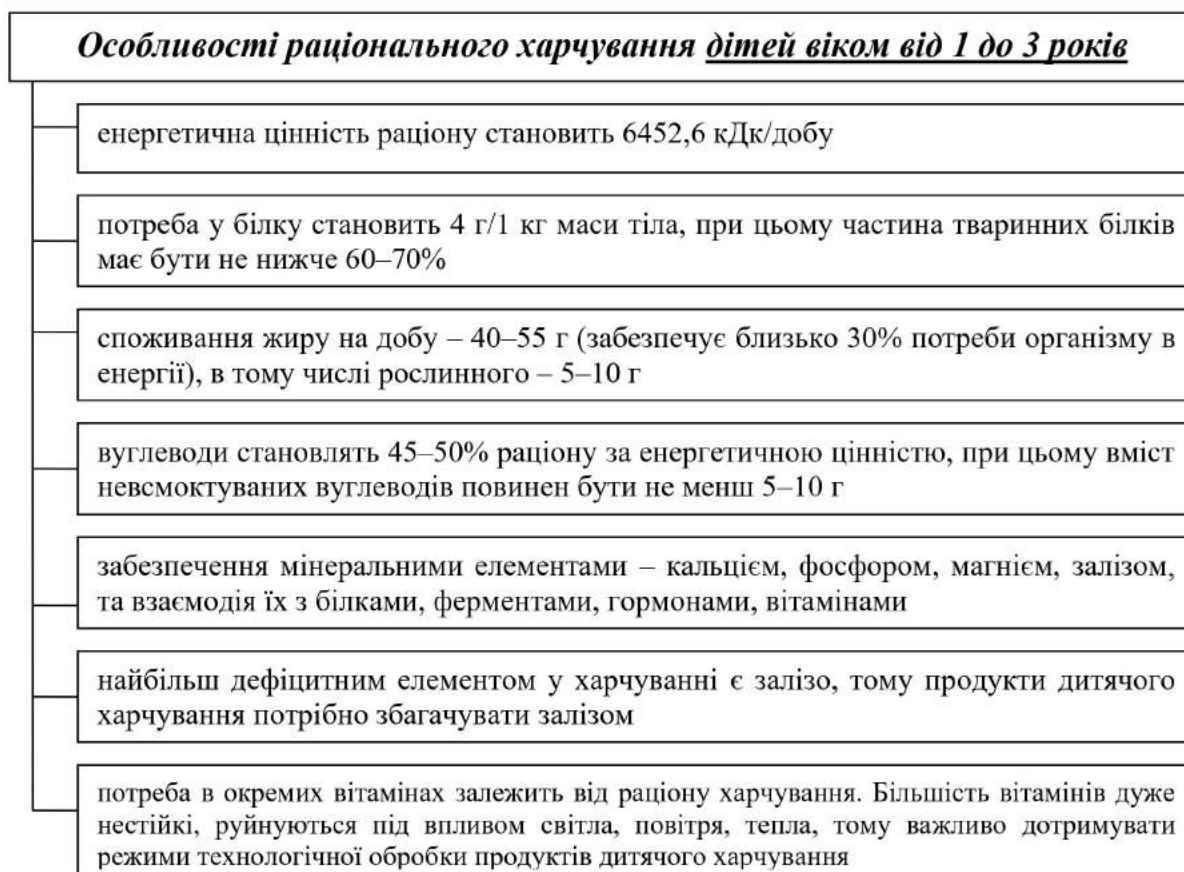 Особливості раціонального харчування дітей віком від 1 до 3 років
енергетична цінність раціону становить 6452,6 кДк/добу
потреба у білку становить 4 г/1 кг маси тіла, при цьому частина тваринних білків
має бути не нижче 60–70%
споживання жиру на добу – 40–55 г (забезпечує близько 30% потреби організму в
енергії), в тому числі рослинного – 5–10 г
вуглеводи становлять 45–50% раціону за енергетичною цінністю, при цьому вміст
невсмоктуваних вуглеводів повинен бути не менш 5–10 г
забезпечення мінеральними елементами – кальцієм, фосфором, магнієм, залізом,
та взаємодія їх з білками, ферментами, гормонами, вітамінами
найбільш дефіцитним елементом у харчуванні є залізо, тому продукти дитячого
харчування потрібно збагачувати залізом
потреба в окремих вітамінах залежить від раціону харчування. Більшість вітамінів дуже
нестійкі, руйнуються під впливом світла, повітря, тепла, тому важливо дотримувати
режими технологічної обробки продуктів дитячого харчування